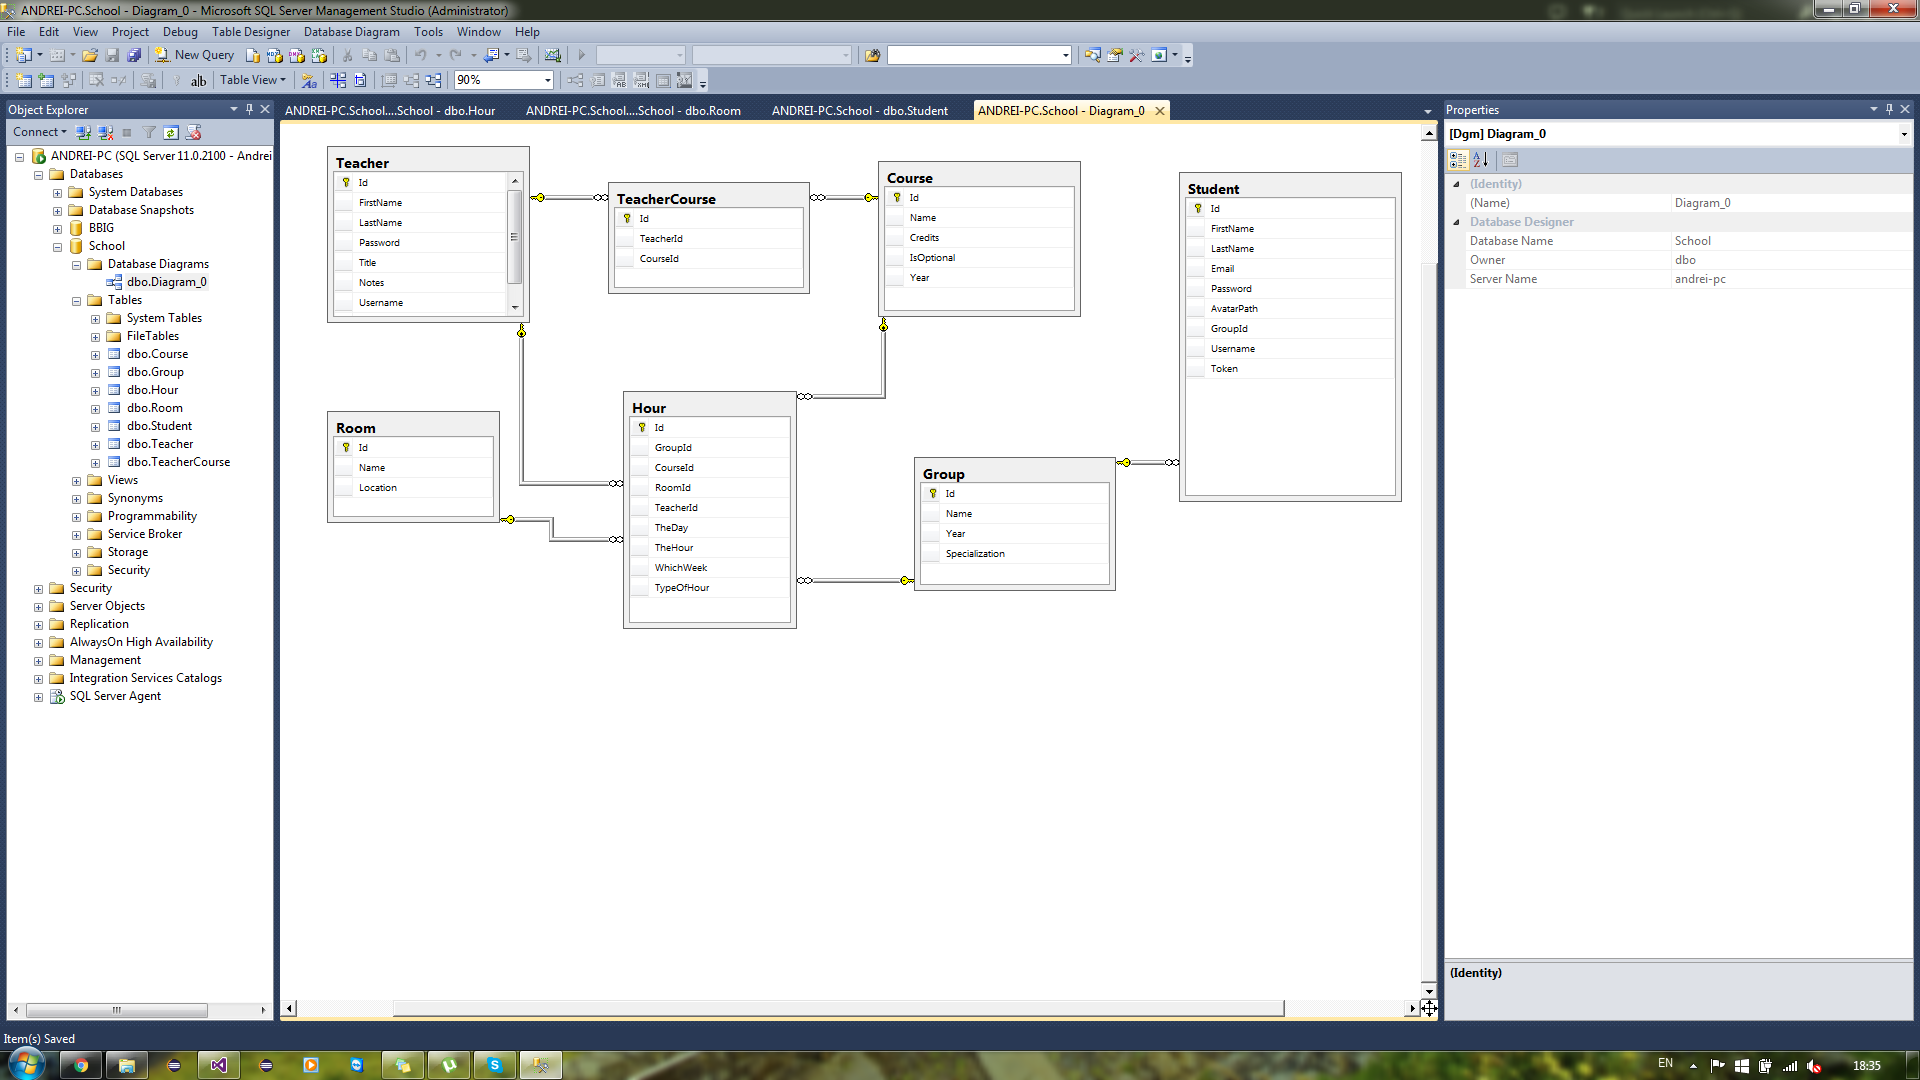 ANDREI-PC.School - Diagram_0 - Microsoft SQL Server Management Studio (Administrator)
File Edit View Project Debug Table Designer Database Diagram Tools Window Help
New Query
Table View 90%
Object Explorer
Connect
ANDREI-PC (SQL Server 11.0.2100 - Andrei
Databases
System Databases
Database Snapshots
BBIG
School
Database Diagrams
dbo.Diagram_0
Tables
System Tables
FileTables
dbo.Course
dbo.Group
dbo.Hour
dbo.Room
dbo.Student
dbo.Teacher
dbo.TeacherCourse
Views
Synonyms
Programmability
Service Broker
Storage
Security
Security
Server Objects
Replication
AlwaysOn High Availability
Management
Integration Services Catalogs
SQL Server Agent
ANDREI-PC.School....School - dbo.Hour
ANDREI-PC.School....School - dbo.Room
ANDREI-PC.School - dbo.Student
ANDREI-PC.School - Diagram_0
Teacher
Id
FirstName
LastName
Password
Title
Notes
Username
TeacherCourse
Id
TeacherId
CourseId
Course
Id
Name
Credits
IsOptional
Year
Student
Id
FirstName
LastName
Email
Password
AvatarPath
GroupId
Username
Token
Room
Id
Name
Location
Hour
Id
GroupId
CourseId
RoomId
TeacherId
TheDay
TheHour
WhichWeek
TypeOfHour
Group
Id
Name
Year
Specialization
Properties
[Dgm] Diagram_0
(Identity)
(Name) Diagram_0
Database Designer
Database Name School
Owner dbo
Server Name andrei-pc
(Identity)
Item(s) Saved
EN
18:35